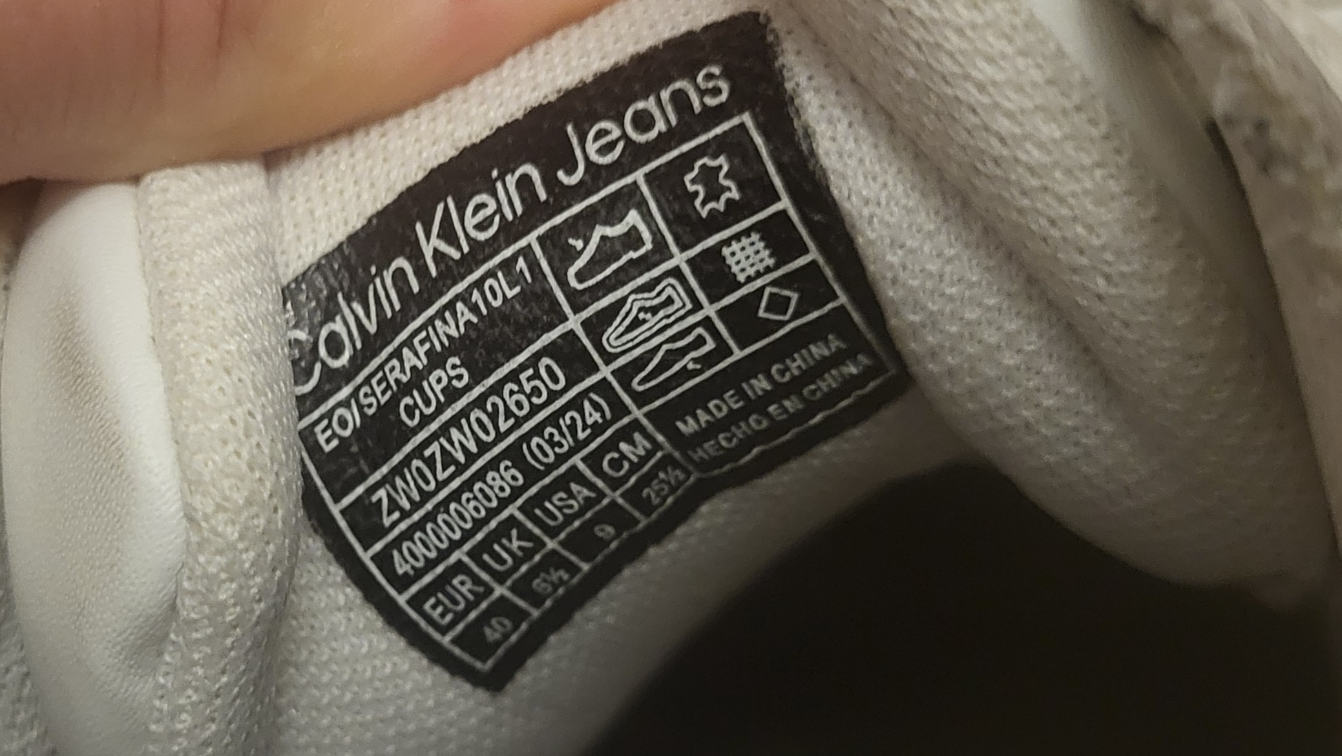 Calvin Klein Jeans
EO/SERAFINA10L1
CUPS
ZW0ZW02650
4000006086 (03/24)
EUR UK USA CM
40 6½ 9 25½
MADE IN CHINA
HECHO EN CHINA